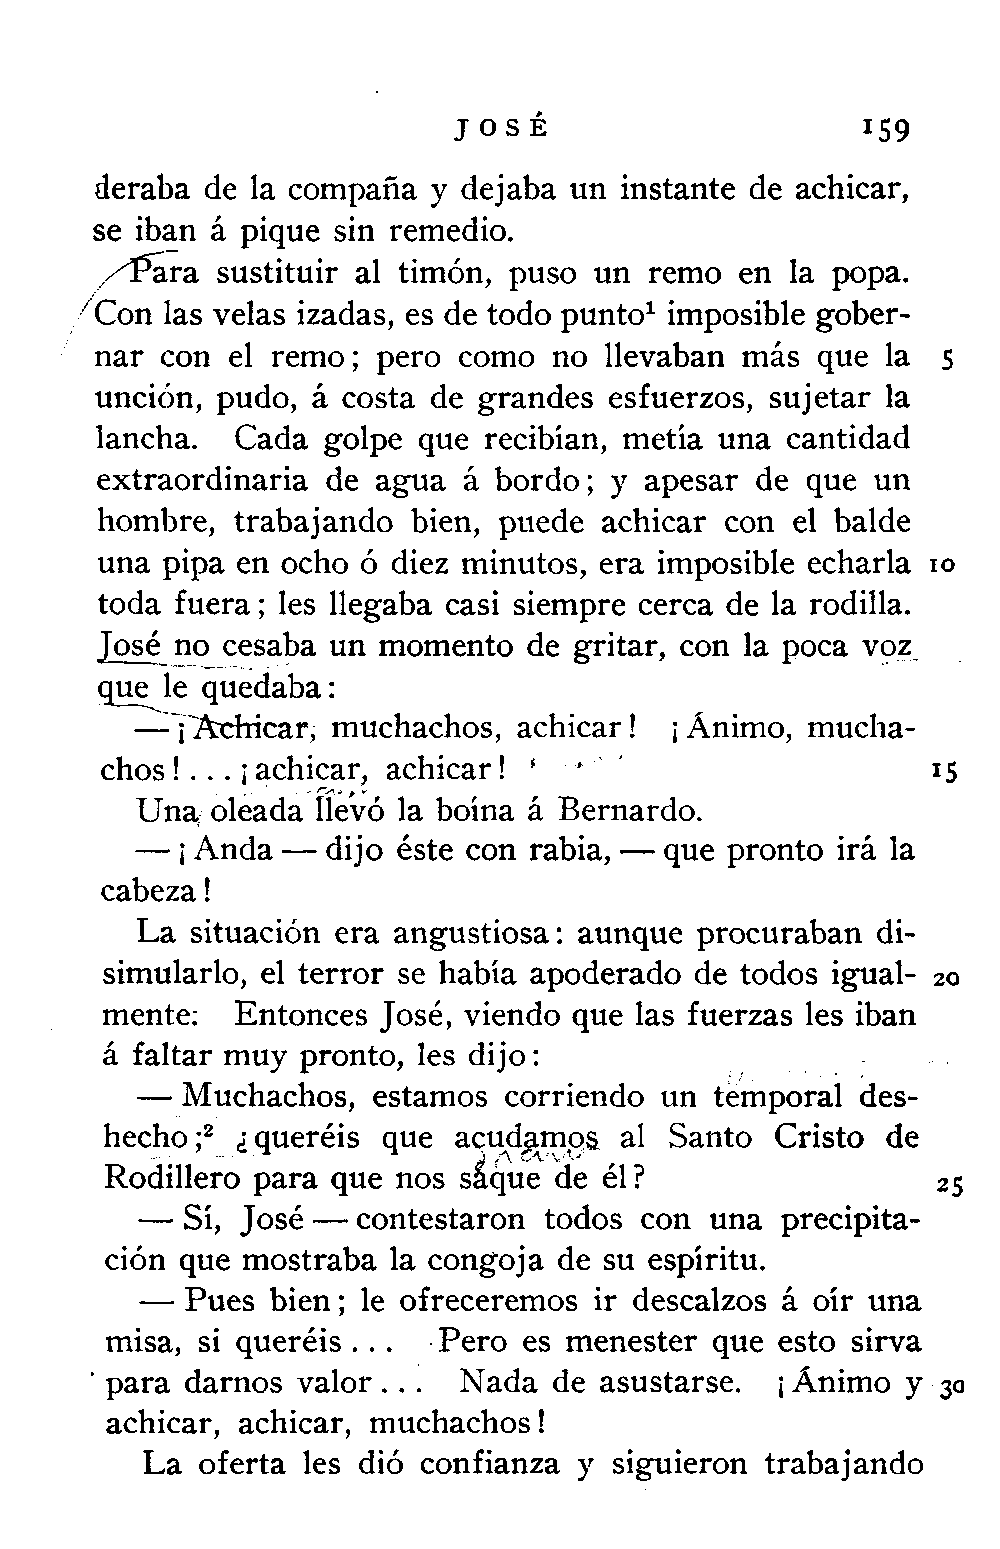 JOSÉ 159
deraba de la compaña y dejaba un instante de achicar,
se iban á pique sin remedio.
Para sustituir al timón, puso un remo en la popa.
Con las velas izadas, es de todo punto¹ imposible gober-
nar con el remo; pero como no llevaban más que la 5
unción, pudo, á costa de grandes esfuerzos, sujetar la
lancha. Cada golpe que recibían, metía una cantidad
extraordinaria de agua á bordo; y apesar de que un
hombre, trabajando bien, puede achicar con el balde
una pipa en ocho ó diez minutos, era imposible echarla 10
toda fuera; les llegaba casi siempre cerca de la rodilla.
José no cesaba un momento de gritar, con la poca voz
que le quedaba:
—¡Achicar, muchachos, achicar! ¡Ánimo, mucha-
chos!...¡achicar, achicar! 15
Una oleada llevó la boína á Bernardo.
—¡Anda—dijo éste con rabia,—que pronto irá la
cabeza!
La situación era angustiosa: aunque procuraban di-
simularlo, el terror se había apoderado de todos igual- 20
mente: Entonces José, viendo que las fuerzas les iban
á faltar muy pronto, les dijo:
—Muchachos, estamos corriendo un temporal des-
hecho;² ¿queréis que acudamos al Santo Cristo de
Rodillero para que nos saque de él? 25
—Sí, José—contestaron todos con una precipita-
ción que mostraba la congoja de su espíritu.
—Pues bien; le ofreceremos ir descalzos á oír una
misa, si queréis... Pero es menester que esto sirva
para darnos valor... Nada de asustarse. ¡Ánimo y 30
achicar, achicar, muchachos!
La oferta les dió confianza y siguieron trabajando